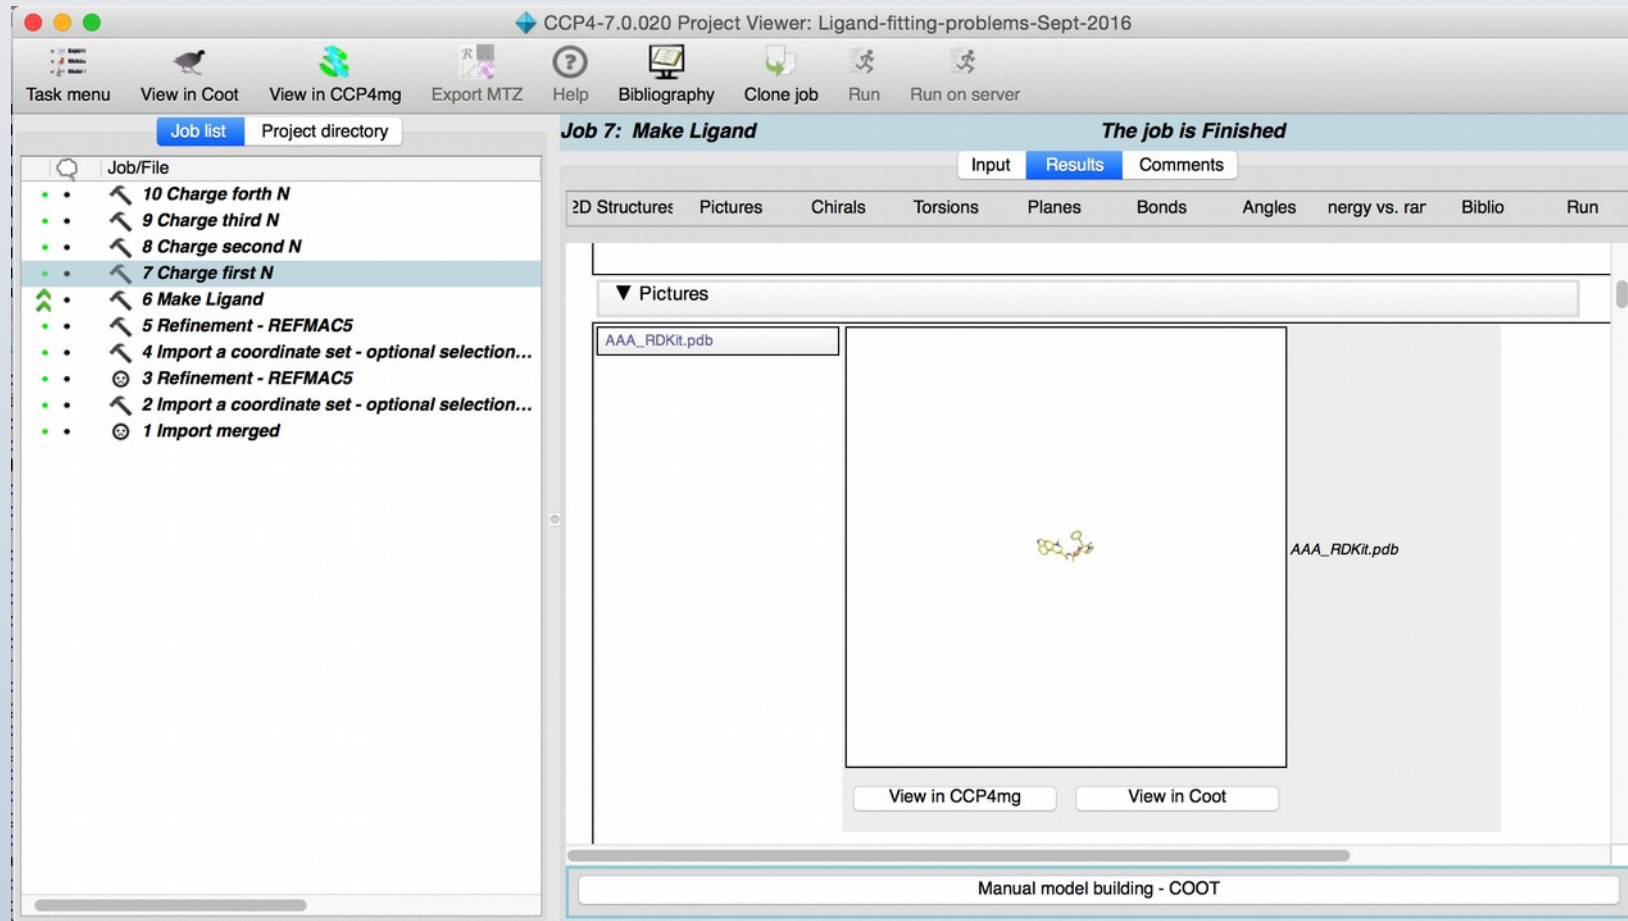 CCP4-7.0.020 Project Viewer: Ligand-fitting-problems-Sept-2016
Task menu View in Coot View in CCP4mg Export MTZ Help Bibliography Clone job Run Run on server
Job list Project directory
Job 7: Make Ligand The job is Finished
Input Results Comments
Job/File
10 Charge forth N
9 Charge third N
8 Charge second N
7 Charge first N
6 Make Ligand
5 Refinement - REFMAC5
4 Import a coordinate set - optional selection...
3 Refinement - REFMAC5
2 Import a coordinate set - optional selection...
1 Import merged
2D Structures Pictures Chirals Torsions Planes Bonds Angles nergy vs. rar Biblio Run
▼ Pictures
AAA_RDKit.pdb
AAA_RDKit.pdb
View in CCP4mg View in Coot
Manual model building - COOT